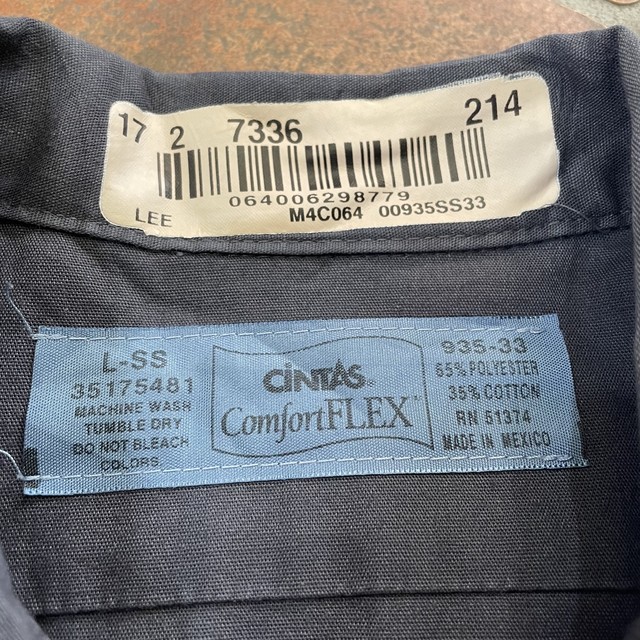 17 2 7336 214
064006298779
LEE M4C064 00935SS33
L-SS
35175481
MACHINE WASH
TUMBLE DRY
DO NOT BLEACH
COLORS
CINTAS
ComfortFLEX
935-33
65% POLYESTER
35% COTTON
RN 51374
MADE IN MEXICO